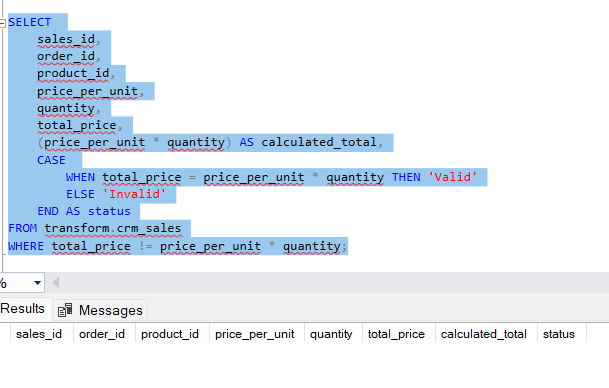 SELECT
sales_id,
order_id,
product_id,
price_per_unit,
quantity,
total_price,
(price_per_unit * quantity) AS calculated_total,
CASE
WHEN total_price = price_per_unit * quantity THEN 'Valid'
ELSE 'Invalid'
END AS status
FROM transform.crm_sales
WHERE total_price != price_per_unit * quantity;
%
Results Messages
sales_id order_id product_id price_per_unit quantity total_price calculated_total status